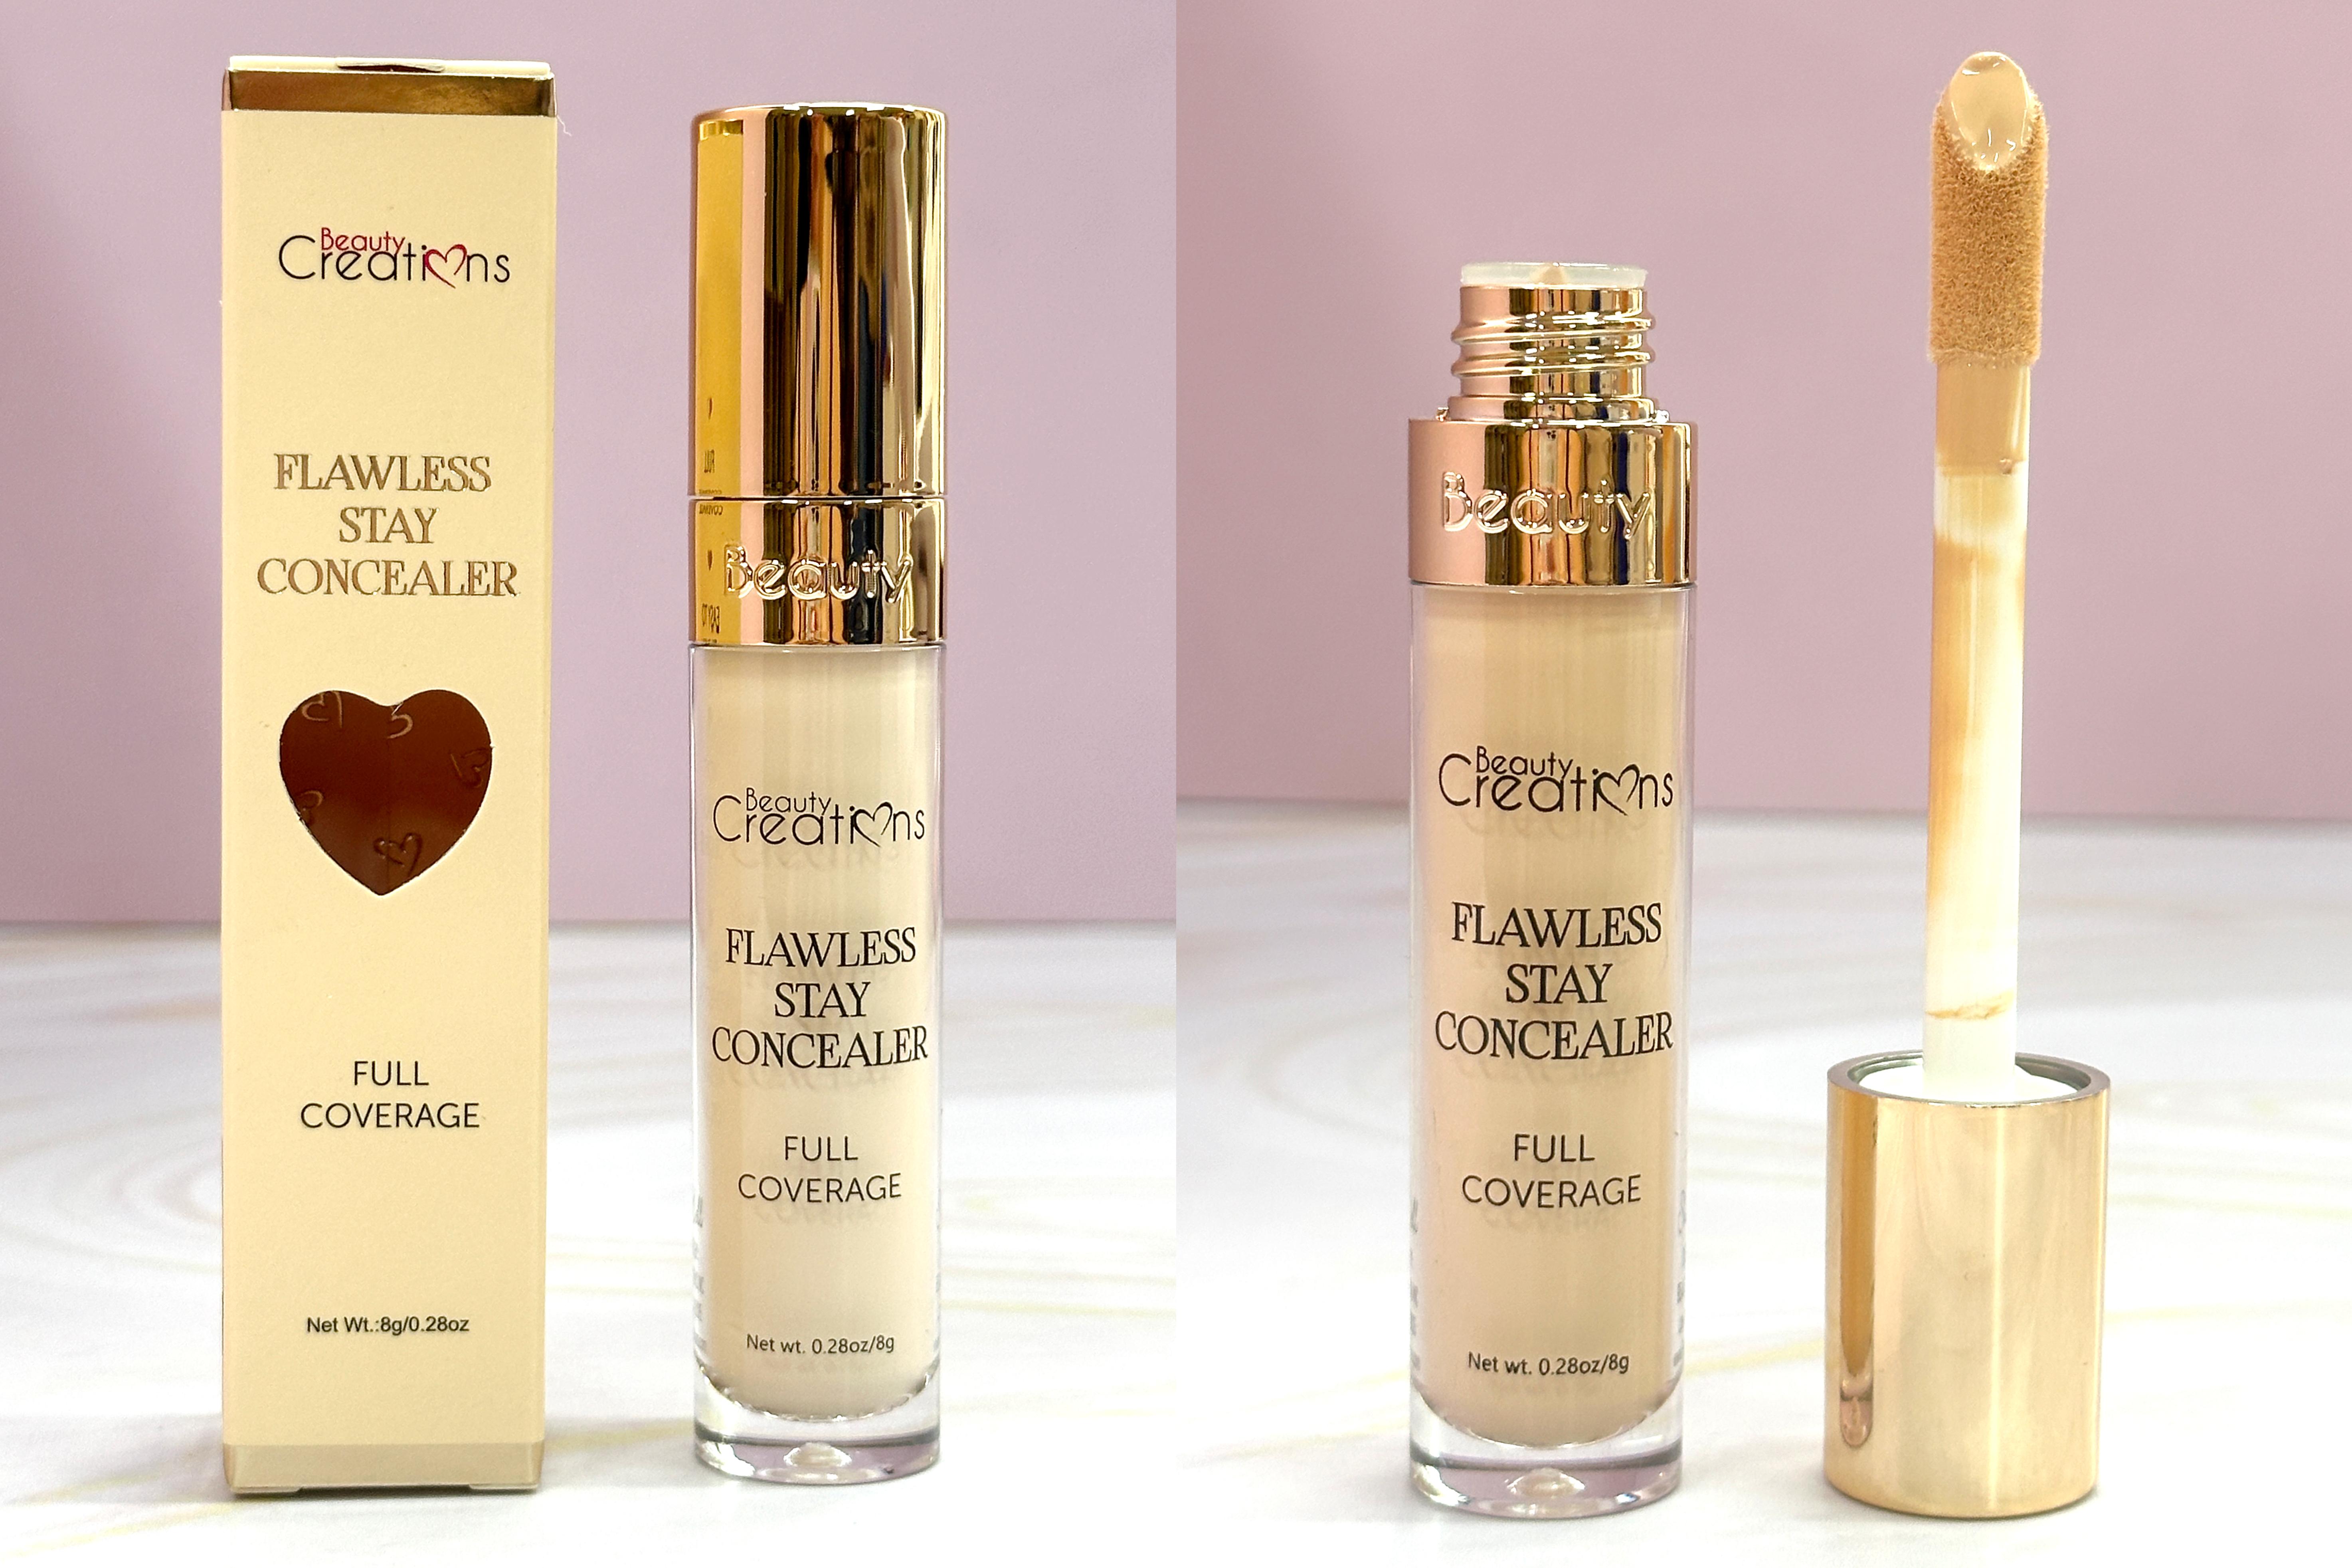 Beauty
Creations
FLAWLESS
STAY
CONCEALER
FULL
COVERAGE
Net Wt.:8g/0.28oz
Beauty
Beauty
Creations
FLAWLESS
STAY
CONCEALER
FULL
COVERAGE
Net wt. 0.28oz/8g
Beauty
Beauty
Creations
FLAWLESS
STAY
CONCEALER
FULL
COVERAGE
Net wt. 0.28oz/8g